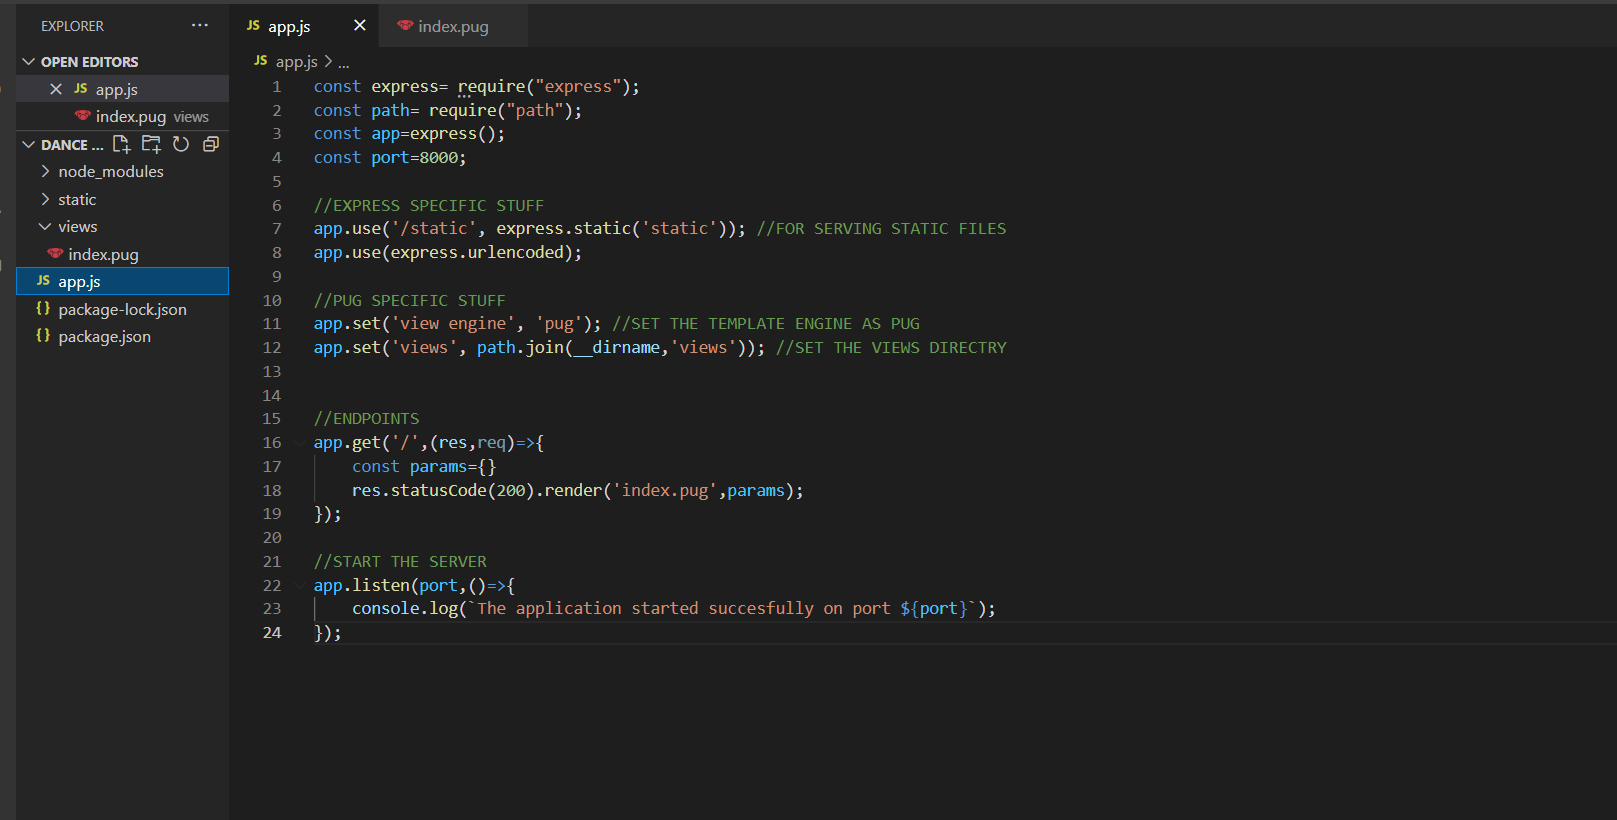 EXPLORER ···
OPEN EDITORS
JS app.js
index.pug views
DANCE ...
node_modules
static
views
index.pug
JS app.js
{} package-lock.json
{} package.json
JS app.js
index.pug
JS app.js > ...
1 const express= require("express");
2 const path= require("path");
3 const app=express();
4 const port=8000;
5
6 //EXPRESS SPECIFIC STUFF
7 app.use('/static', express.static('static')); //FOR SERVING STATIC FILES
8 app.use(express.urlencoded);
9
10 //PUG SPECIFIC STUFF
11 app.set('view engine', 'pug'); //SET THE TEMPLATE ENGINE AS PUG
12 app.set('views', path.join(__dirname,'views')); //SET THE VIEWS DIRECTRY
13
14
15 //ENDPOINTS
16 app.get('/',(res,req)=>{
17     const params={}
18     res.statusCode(200).render('index.pug',params);
19 });
20
21 //START THE SERVER
22 app.listen(port,()=>{
23     console.log(`The application started succesfully on port ${port}`);
24 });